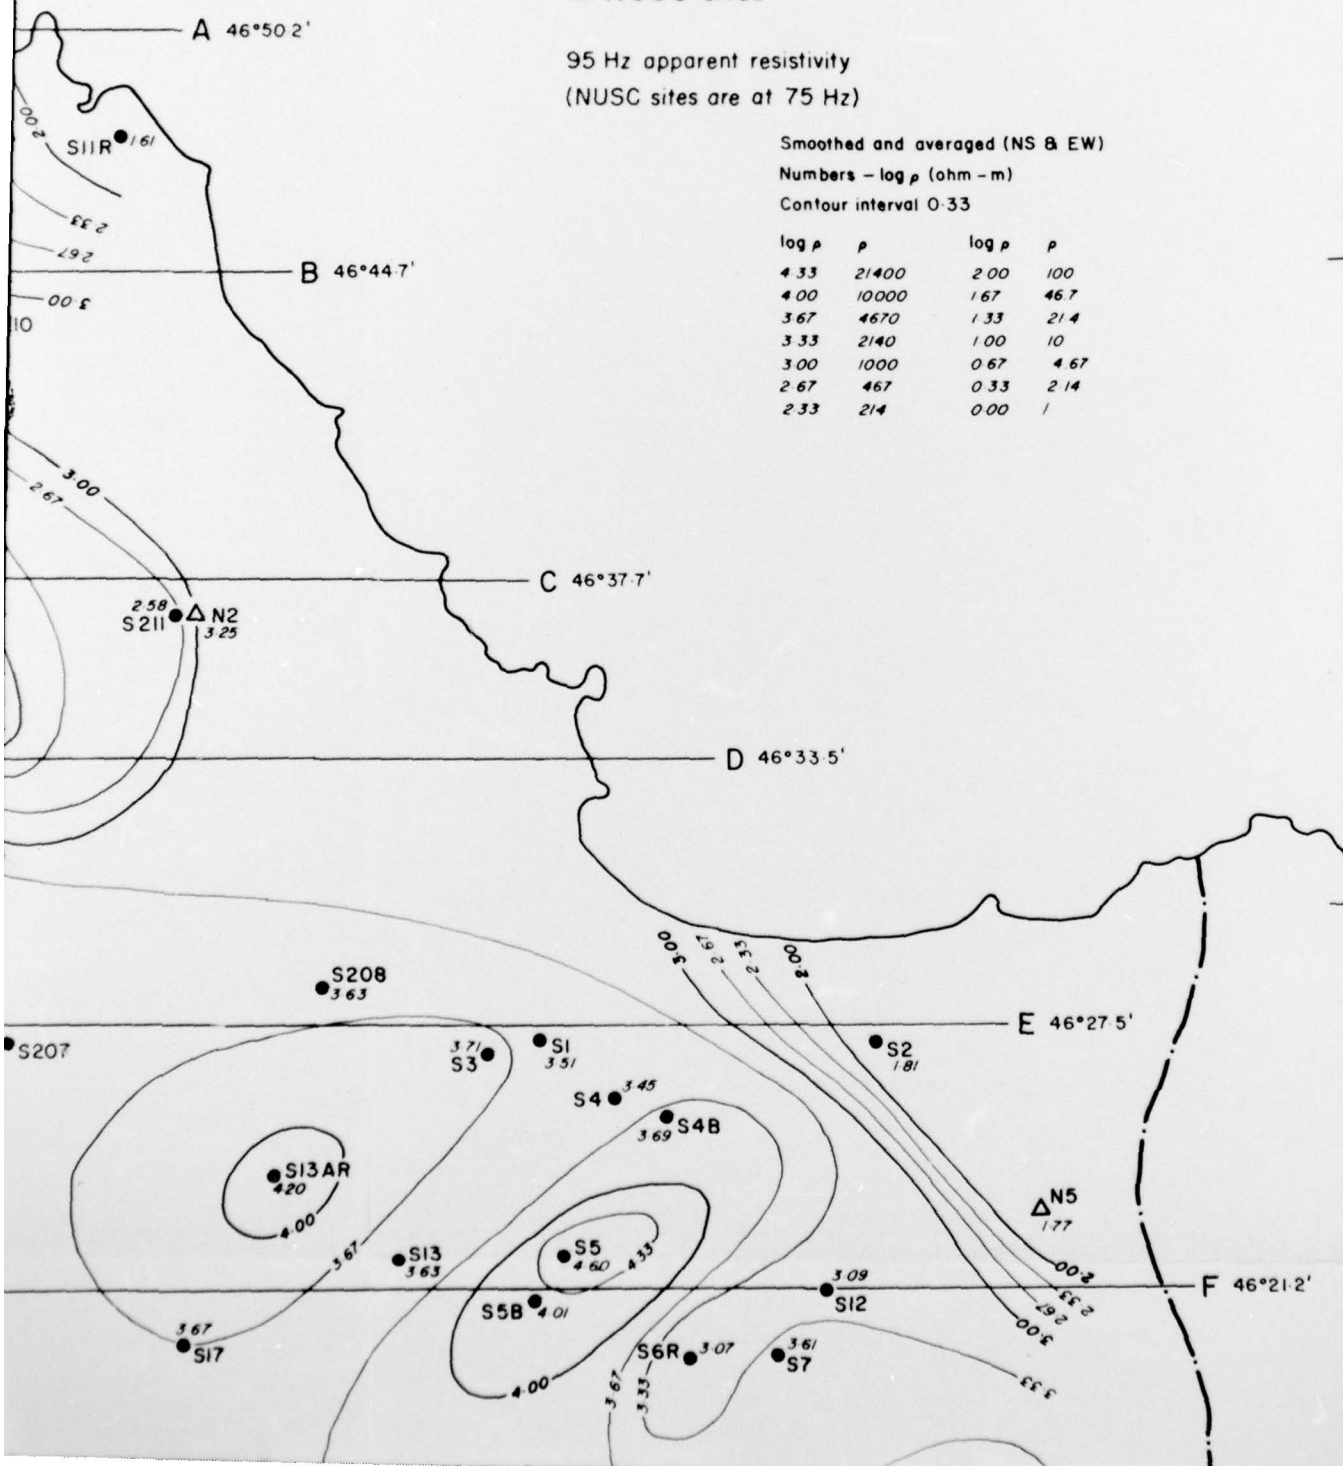 A 46°50.2'
95 Hz apparent resistivity
(NUSC sites are at 75 Hz)
Smoothed and averaged (NS & EW)
Numbers – log ρ (ohm – m)
Contour interval 0.33
log ρ ρ log ρ ρ
4.33 21400 2.00 100
4.00 10000 1.67 46.7
3.67 4670 1.33 21.4
3.33 2140 1.00 10
3.00 1000 0.67 4.67
2.67 467 0.33 2.14
2.33 214 0.00 1
2.00
S11R 1.61
2.33
2.67
B 46°44.7'
3.00
10
3.00
2.67
C 46°37.7'
2.58
S211
N2
3.25
D 46°33.5'
3.00 2.67 2.33 2.00
S208
3.63
E 46°27.5'
S207
3.71
S3
S1
3.51
S2
1.81
S4 3.45
S4B
3.69
S13AR
4.20
4.00
N5
1.77
3.67
S13
3.63
S5
4.60
4.33
2.00
2.33
2.67
3.00
F 46°21.2'
3.09
S12
S5B 4.01
3.67
S17
S6R 3.07
3.61
S7
4.00
3.67
3.33
3.33